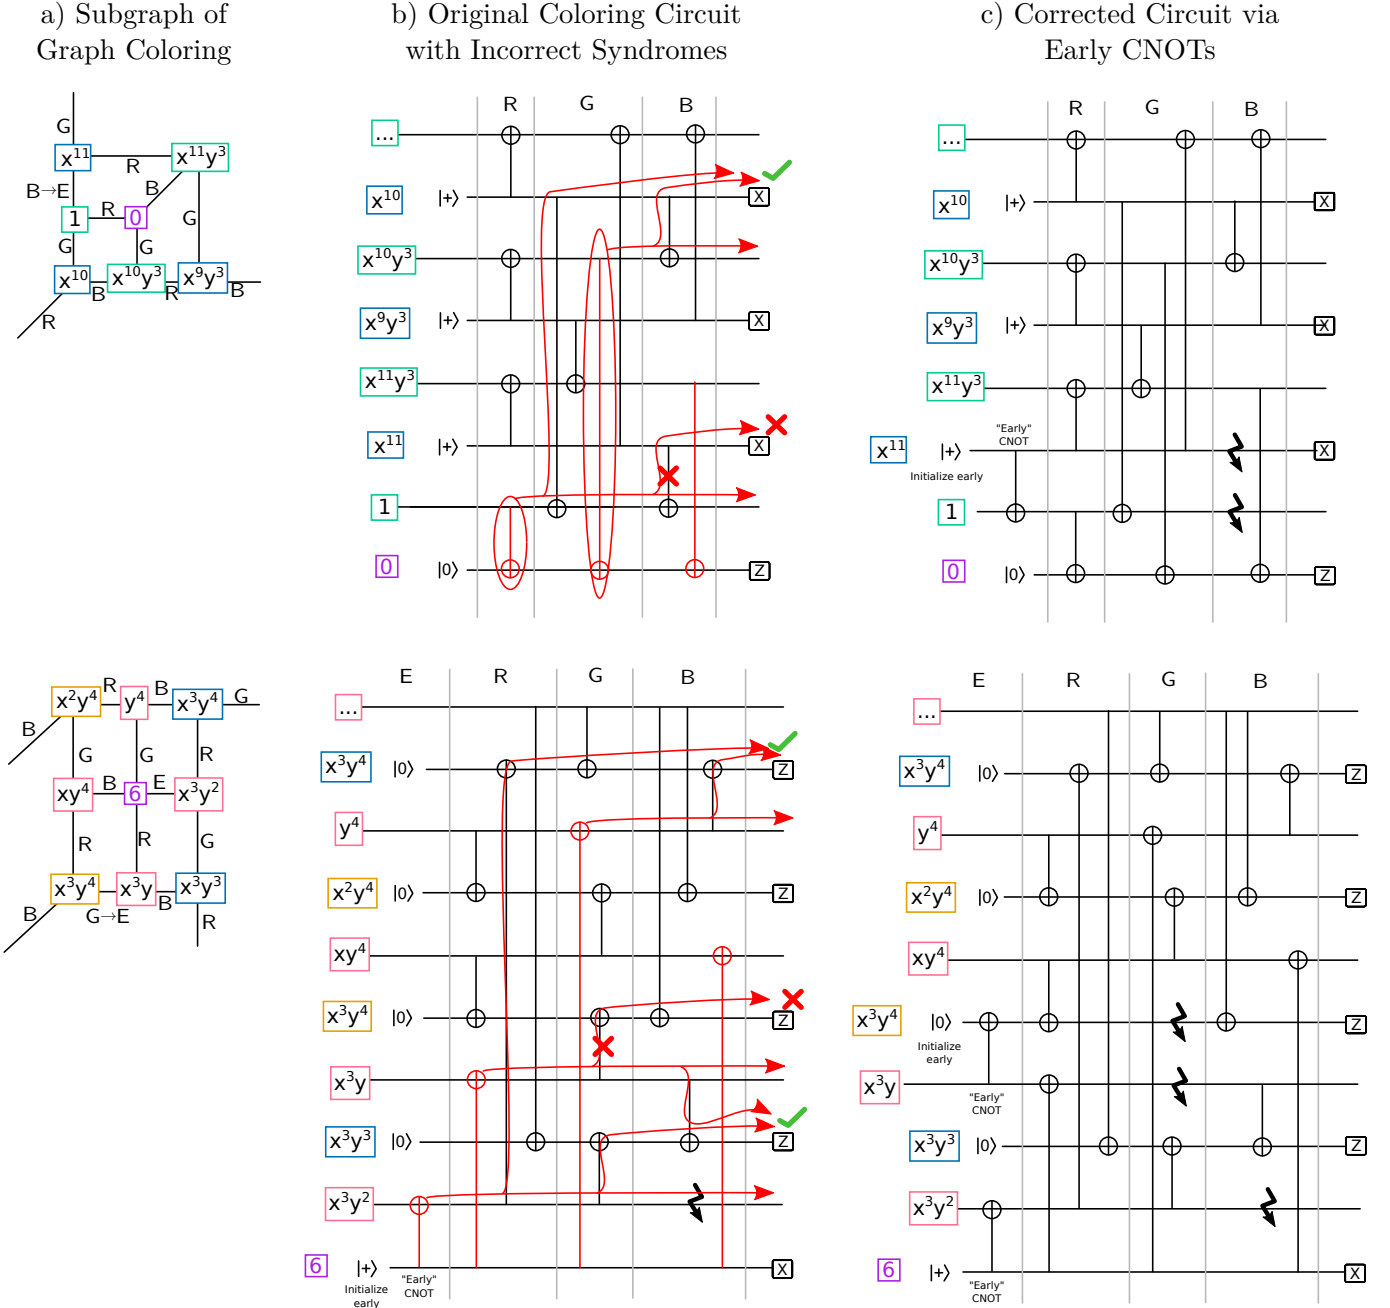 a) Subgraph of
Graph Coloring
b) Original Coloring Circuit
with Incorrect Syndromes
c) Corrected Circuit via
Early CNOTs
G
x¹¹
R
x¹¹y³
B→E
B
1
R
0
G
G
G
x¹⁰
B
x¹⁰y³
R
x⁹y³
B
R
R
G
B
...
x¹⁰
|+⟩
X
x¹⁰y³
x⁹y³
|+⟩
X
x¹¹y³
x¹¹
|+⟩
X
1
0
|0⟩
Z
R
G
B
...
x¹⁰
|+⟩
X
x¹⁰y³
x⁹y³
|+⟩
X
x¹¹y³
"Early"
CNOT
x¹¹
|+⟩
X
Initialize early
1
0
|0⟩
Z
x²y⁴
R
y⁴
B
x³y⁴
G
B
G
G
R
xy⁴
B
6
E
x³y²
R
R
G
x³y⁴
G→E
x³y
B
x³y³
B
R
E
R
G
B
...
x³y⁴
|0⟩
Z
y⁴
x²y⁴
|0⟩
Z
xy⁴
x³y⁴
|0⟩
Z
x³y
x³y³
|0⟩
Z
x³y²
6
|+⟩
X
Initialize
early
"Early"
CNOT
E
R
G
B
...
x³y⁴
|0⟩
Z
y⁴
x²y⁴
|0⟩
Z
xy⁴
x³y⁴
|0⟩
Z
Initialize
early
x³y
"Early"
CNOT
x³y³
|0⟩
Z
x³y²
6
|+⟩
X
"Early"
CNOT